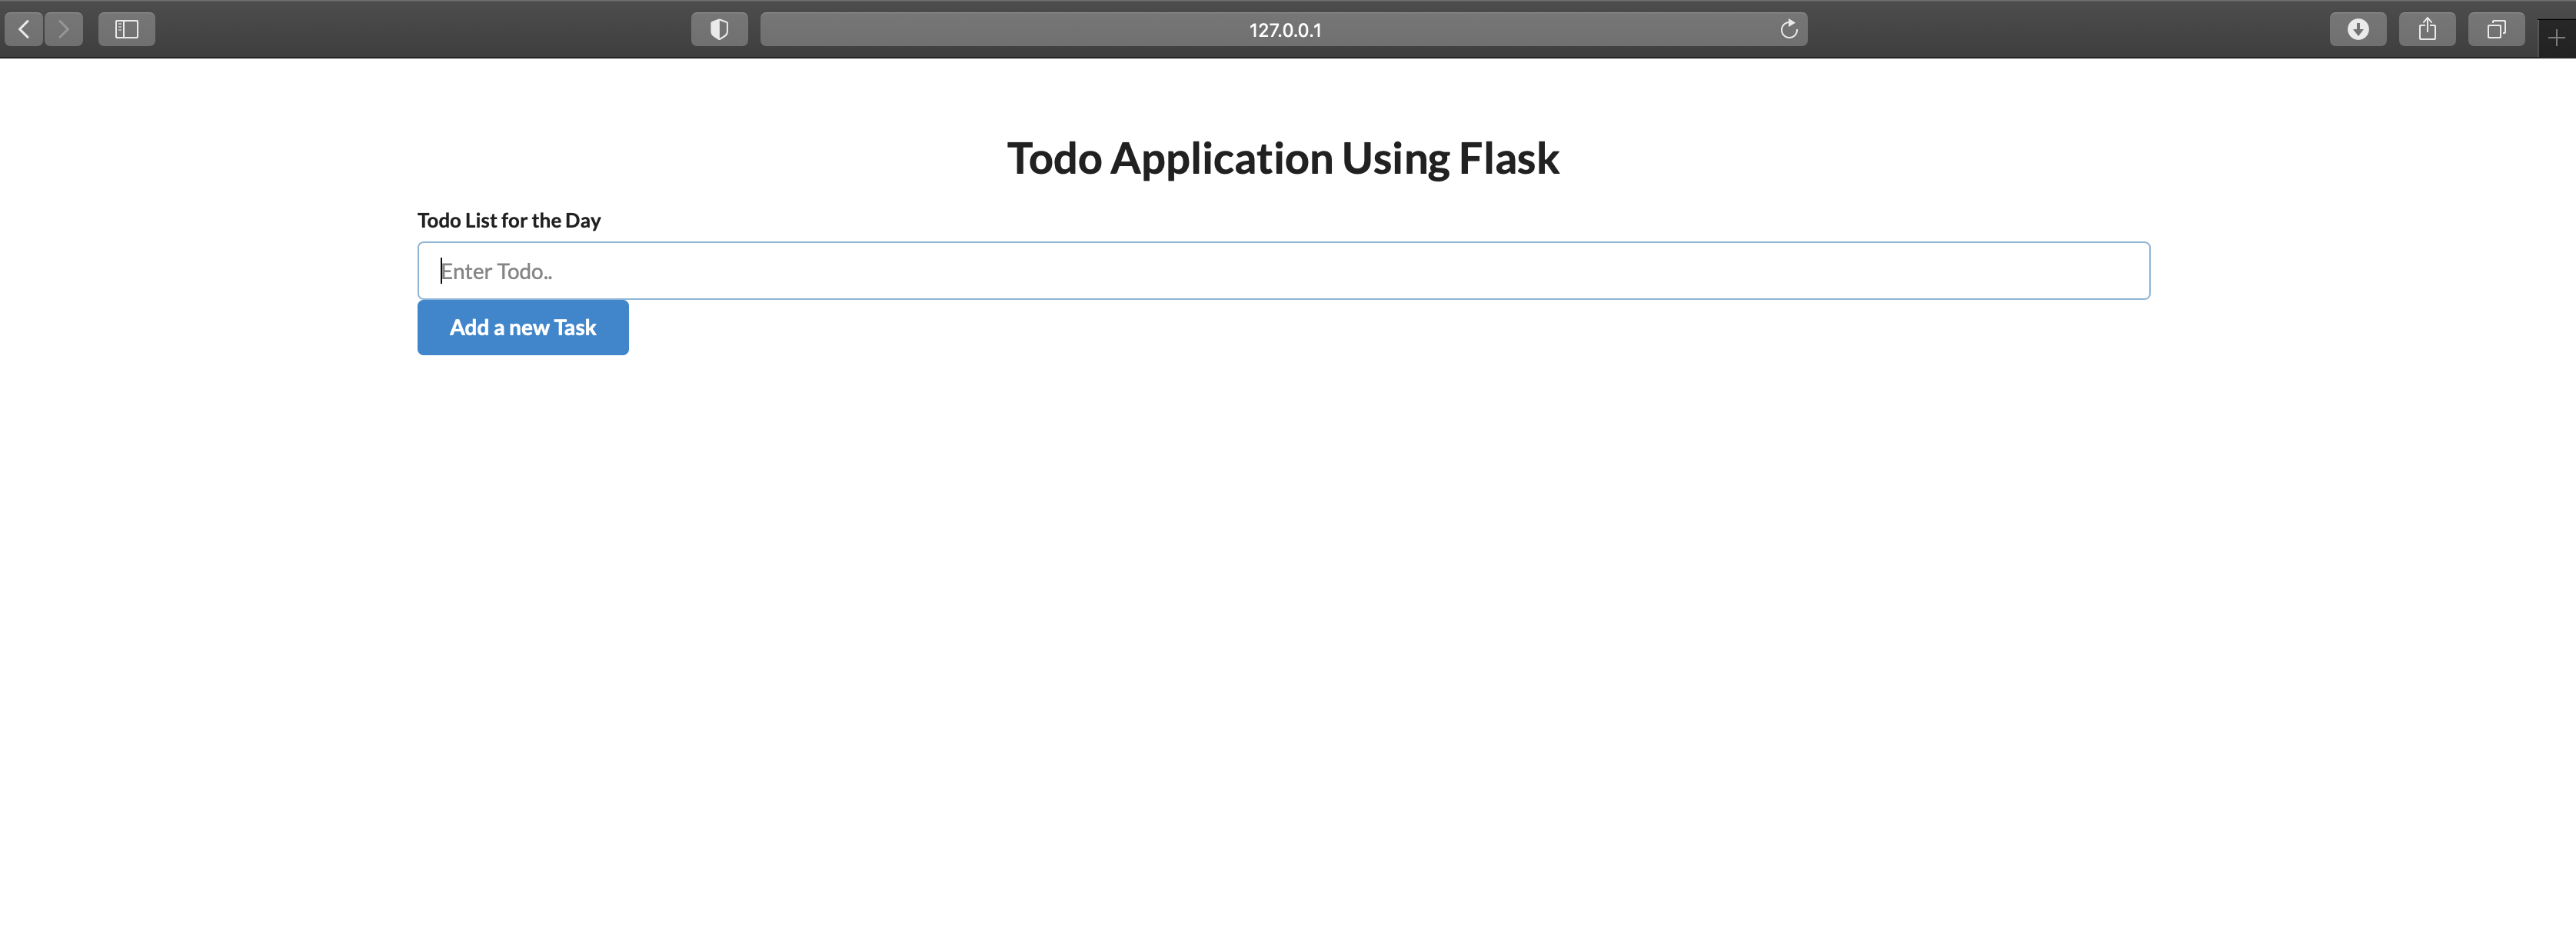 127.0.0.1
Todo Application Using Flask
Todo List for the Day
Enter Todo..
Add a new Task